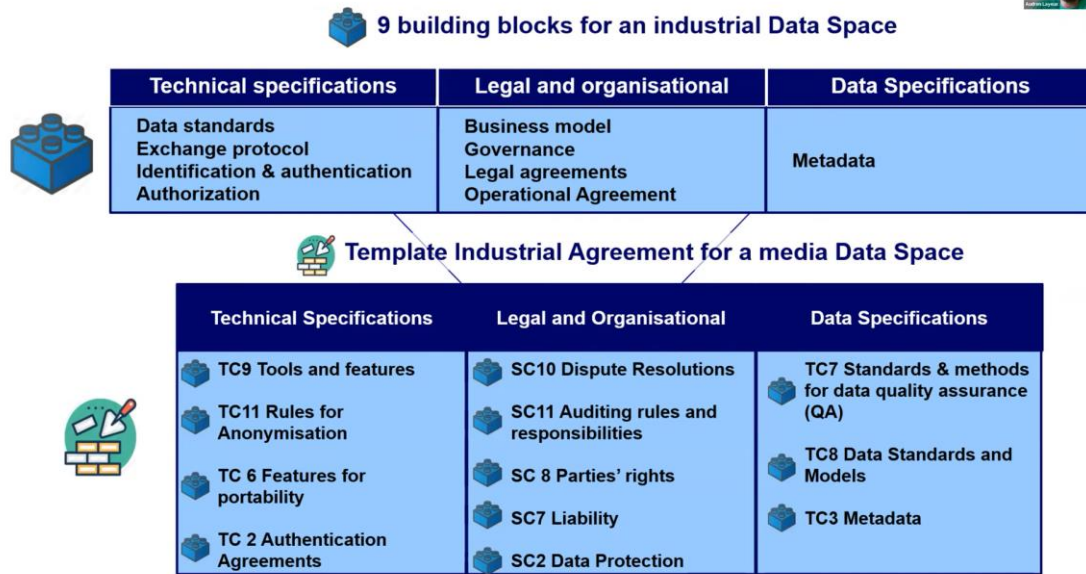 9 building blocks for an industrial Data Space
Technical specifications
Legal and organisational
Data Specifications
Data standards
Exchange protocol
Identification & authentication
Authorization
Business model
Governance
Legal agreements
Operational Agreement
Metadata
Template Industrial Agreement for a media Data Space
Technical Specifications
Legal and Organisational
Data Specifications
TC9 Tools and features
TC11 Rules for
Anonymisation
TC 6 Features for
portability
TC 2 Authentication
Agreements
SC10 Dispute Resolutions
SC11 Auditing rules and
responsibilities
SC 8 Parties’ rights
SC7 Liability
SC2 Data Protection
TC7 Standards & methods
for data quality assurance
(QA)
TC8 Data Standards and
Models
TC3 Metadata